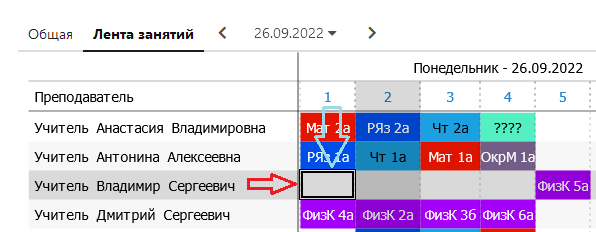 Общая Лента занятий 26.09.2022
Понедельник - 26.09.2022
Преподаватель 1 2 3 4 5
Учитель Анастасия Владимировна Мат 2а РЯз 2а Чт 2а ????
Учитель Антонина Алексеевна РЯз 1а Чт 1а Мат 1а ОкрМ 1а
Учитель Владимир Сергеевич ФизК 5а
Учитель Дмитрий Сергеевич ФизК 4а ФизК 2а ФизК 3б ФизК 6а